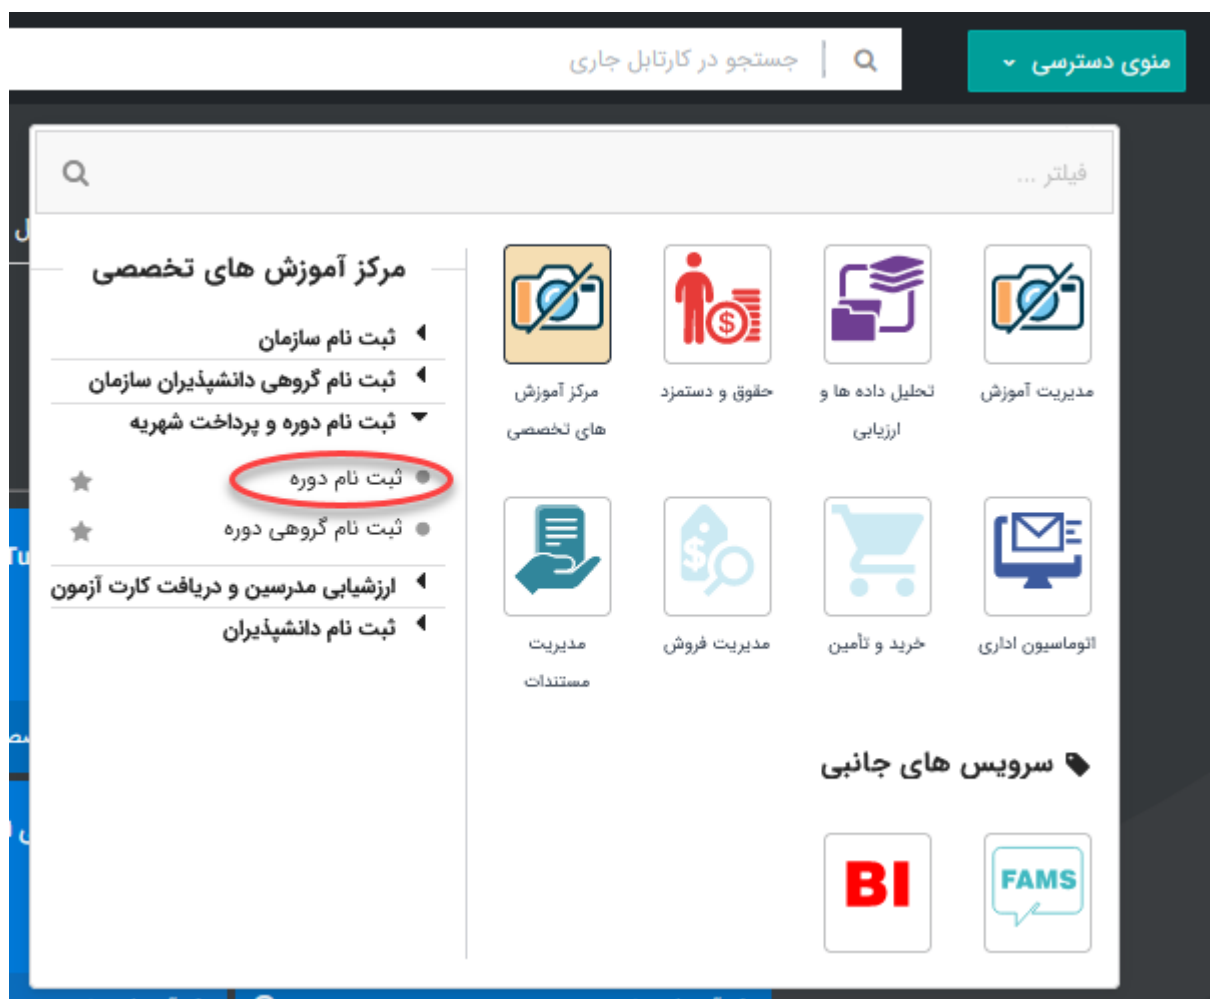 منوی دسترسی
جستجو در کارتابل جاری
فیلتر ...
مدیریت آموزش
تحلیل داده ها و
ارزیابی
حقوق و دستمزد
مرکز آموزش
های تخصصی
اتوماسیون اداری
خرید و تأمین
مدیریت فروش
مدیریت
مستندات
سرویس های جانبی
FAMS
BI
مرکز آموزش های تخصصی
ثبت نام سازمان
ثبت نام گروهی دانشپذیران سازمان
ثبت نام دوره و پرداخت شهریه
ثبت نام دوره
ثبت نام گروهی دوره
ارزشیابی مدرسین و دریافت کارت آزمون
ثبت نام دانشپذیران